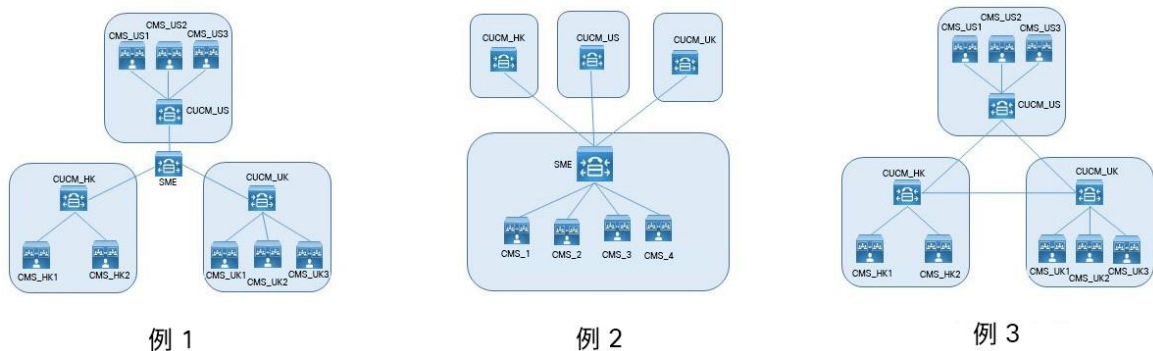 CMS_US2
CMS_US1
CMS_US3
CUCM_US
SME
CUCM_HK
CUCM_UK
CMS_HK1
CMS_HK2
CMS_UK1
CMS_UK2
CMS_UK3
例 1
CUCM_HK
CUCM_US
CUCM_UK
SME
CMS_1
CMS_2
CMS_3
CMS_4
例 2
CMS_US2
CMS_US1
CMS_US3
CUCM_US
CUCM_HK
CUCM_UK
CMS_HK1
CMS_HK2
CMS_UK1
CMS_UK2
CMS_UK3
例 3